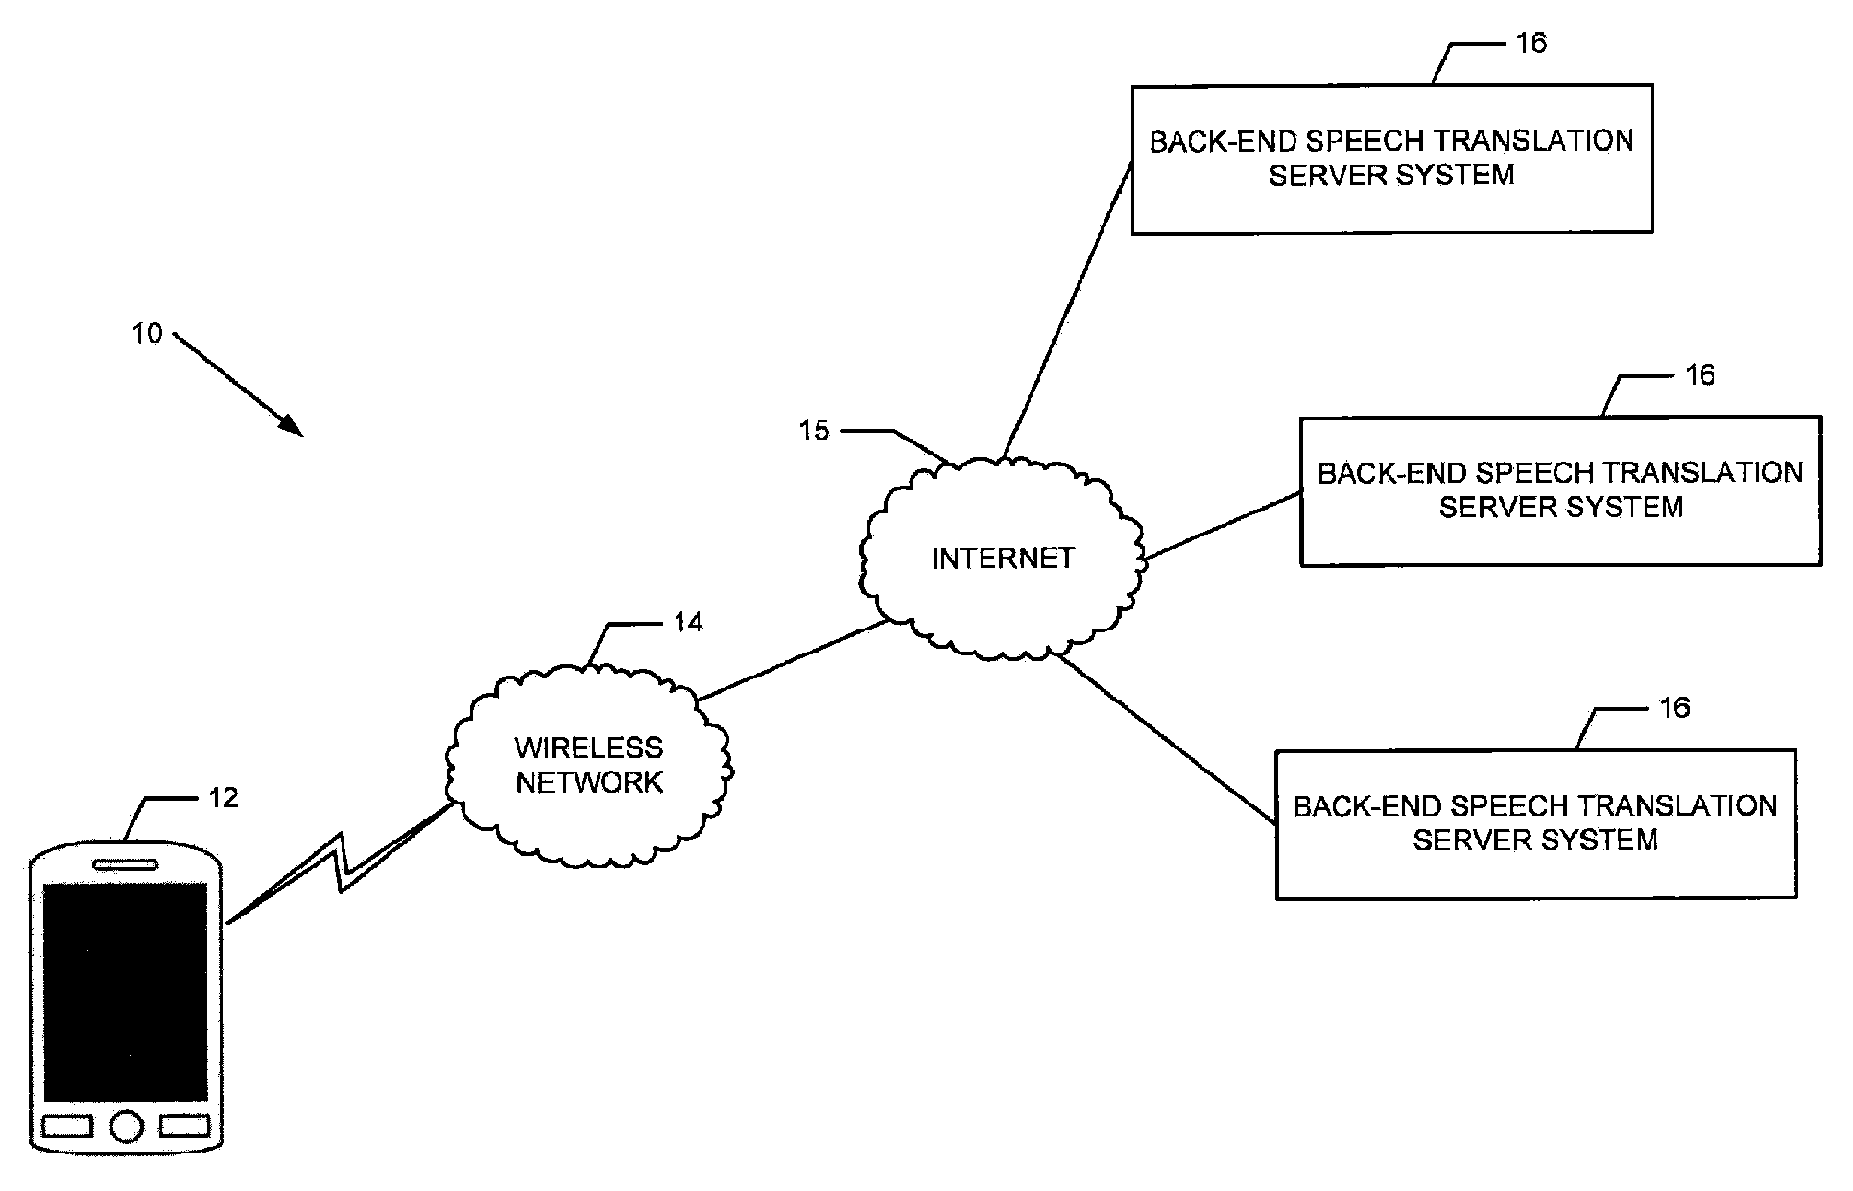 16
BACK-END SPEECH TRANSLATION
SERVER SYSTEM
10
16
15
BACK-END SPEECH TRANSLATION
SERVER SYSTEM
INTERNET
14
16
WIRELESS
NETWORK
12
BACK-END SPEECH TRANSLATION
SERVER SYSTEM